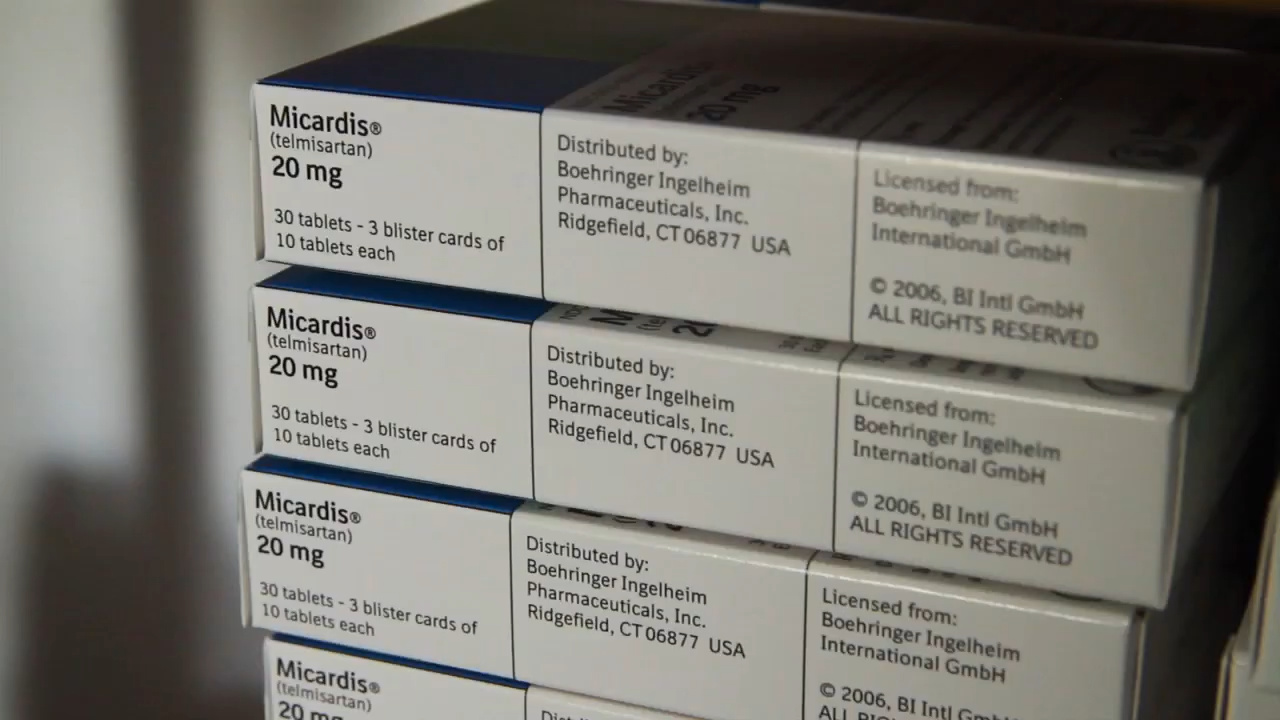 Micardis
20 mg
Micardis®
(telmisartan)
20 mg
30 tablets - 3 blister cards of
10 tablets each
Distributed by:
Boehringer Ingelheim
Pharmaceuticals, Inc.
Ridgefield, CT 06877 USA
Licensed from:
Boehringer Ingelheim
International GmbH
© 2006, BI Intl GmbH
ALL RIGHTS RESERVED
Micardis®
(telmisartan)
20 mg
30 tablets - 3 blister cards of
10 tablets each
Distributed by:
Boehringer Ingelheim
Pharmaceuticals, Inc.
Ridgefield, CT 06877 USA
Licensed from:
Boehringer Ingelheim
International GmbH
© 2006, BI Intl GmbH
ALL RIGHTS RESERVED
Micardis®
(telmisartan)
20 mg
30 tablets - 3 blister cards of
10 tablets each
Distributed by:
Boehringer Ingelheim
Pharmaceuticals, Inc.
Ridgefield, CT 06877 USA
Licensed from:
Boehringer Ingelheim
International GmbH
© 2006, BI Intl GmbH
Micardis®
(telmisartan)
20 mg